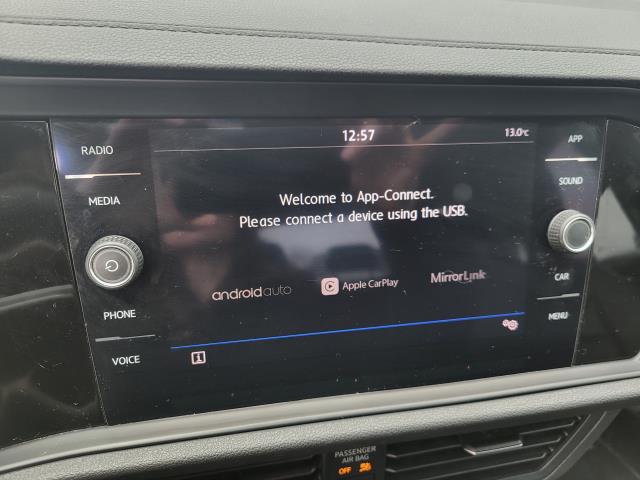 12:57
13.0°C
RADIO
MEDIA
PHONE
VOICE
APP
SOUND
CAR
MENU
Welcome to App-Connect.
Please connect a device using the USB.
androidauto
Apple CarPlay
MirrorLink
i
PASSENGER
AIR BAG
OFF